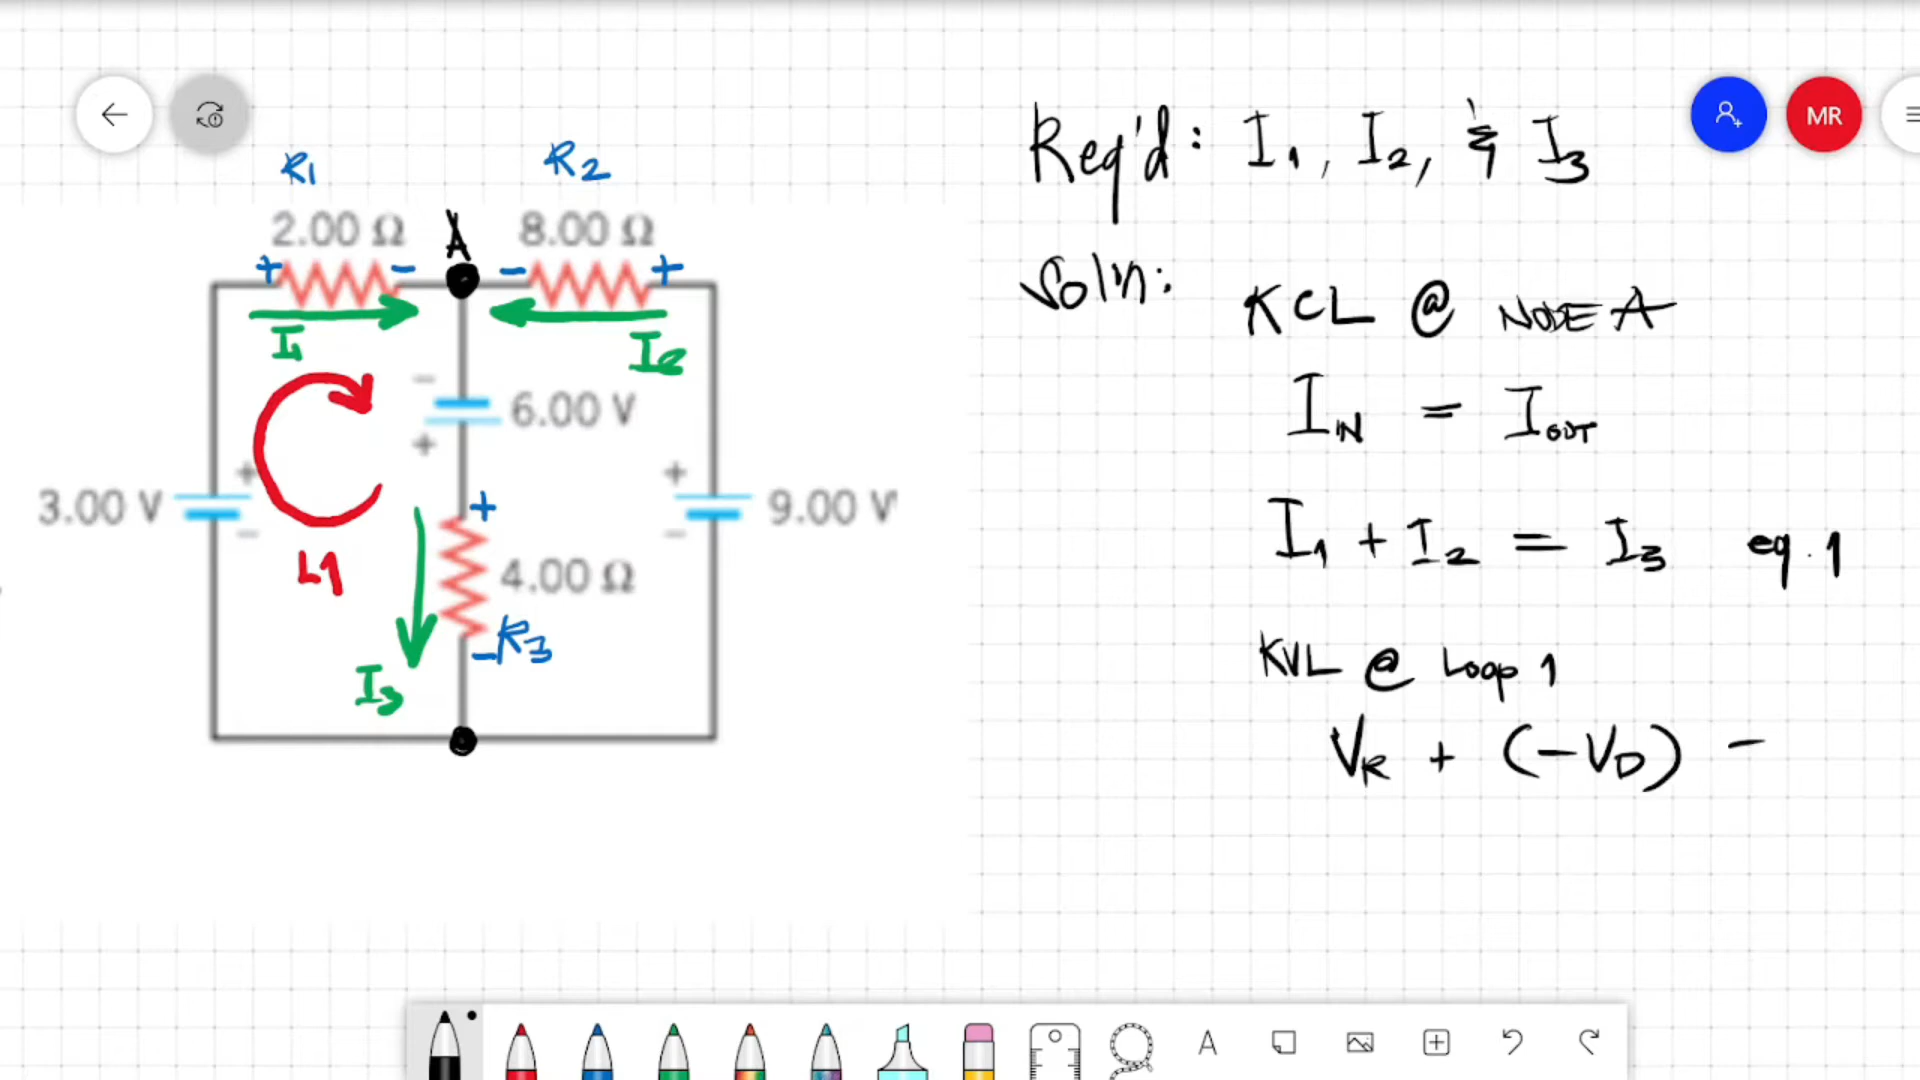 MR
Req'd: I1, I2, & I3
R1
R2
2.00 Ω
A
8.00 Ω
+ -
- +
Sol'n:
KCL @ NODE A
I1
I2
-
6.00 V
+
IIN = IOUT
+
3.00 V
-
+
+
9.00 V
-
I1 + I2 = I3 eq. 1
L1
4.00 Ω
-R3
KVL @ Loop 1
I3
VR + (-VD) -
A